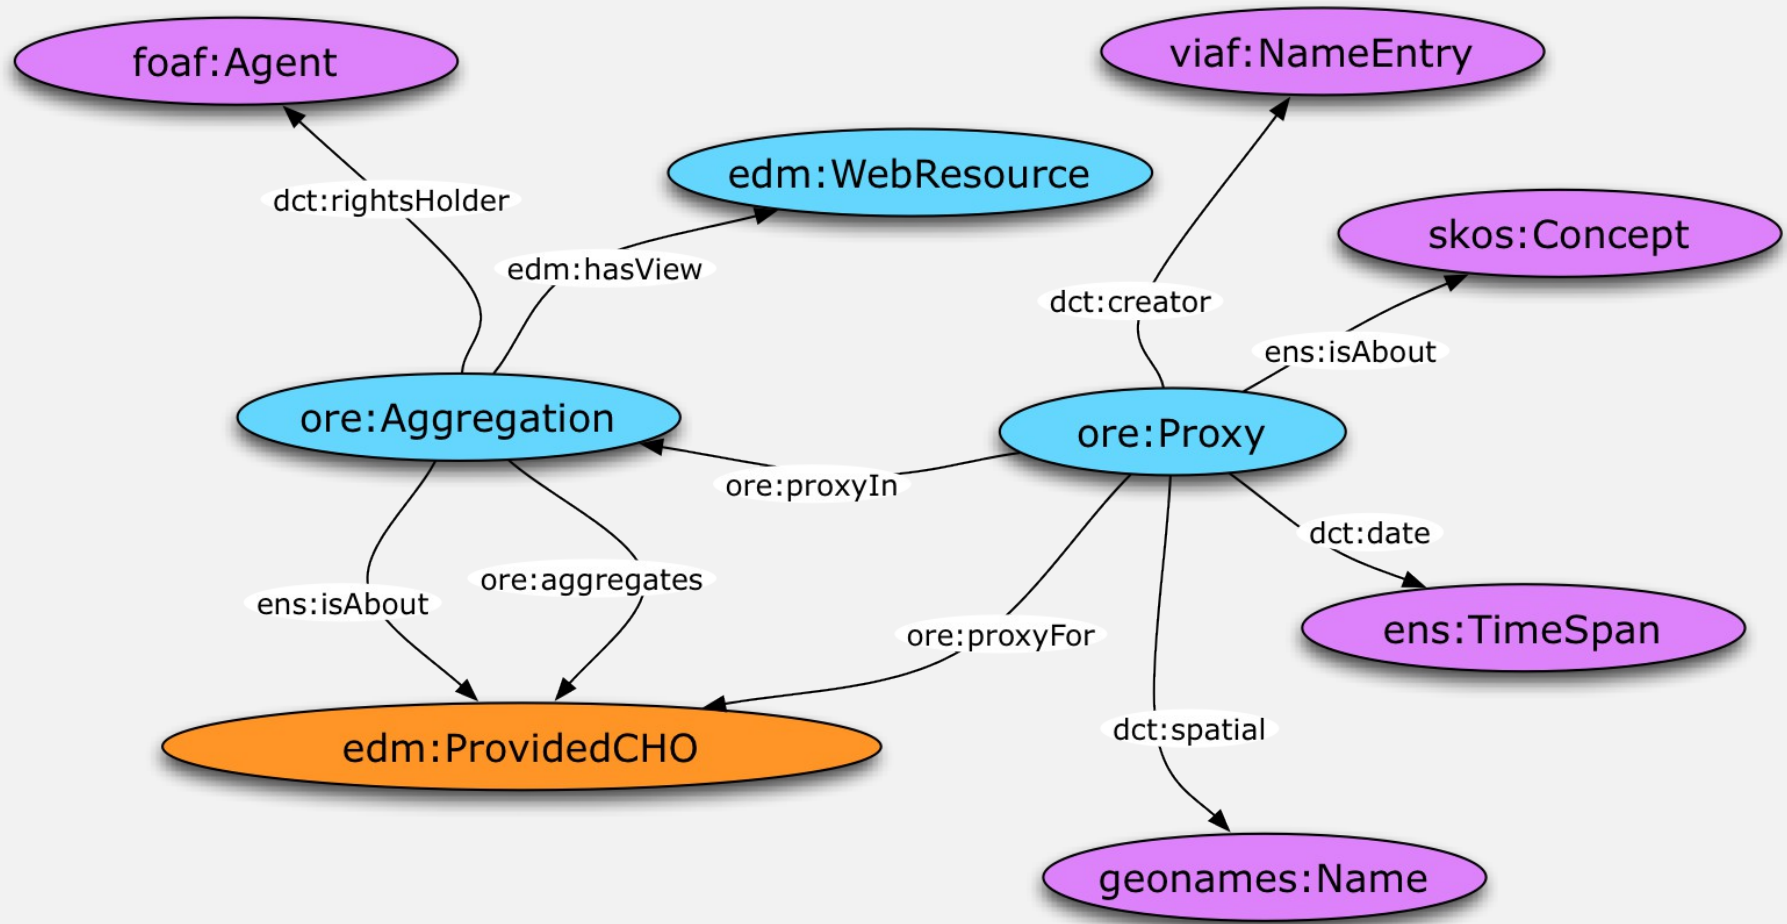 foaf:Agent
viaf:NameEntry
edm:WebResource
dct:rightsHolder
skos:Concept
edm:hasView
dct:creator
ens:isAbout
ore:Aggregation
ore:Proxy
ore:proxyIn
dct:date
ore:aggregates
ens:isAbout
ore:proxyFor
ens:TimeSpan
dct:spatial
edm:ProvidedCHO
geonames:Name